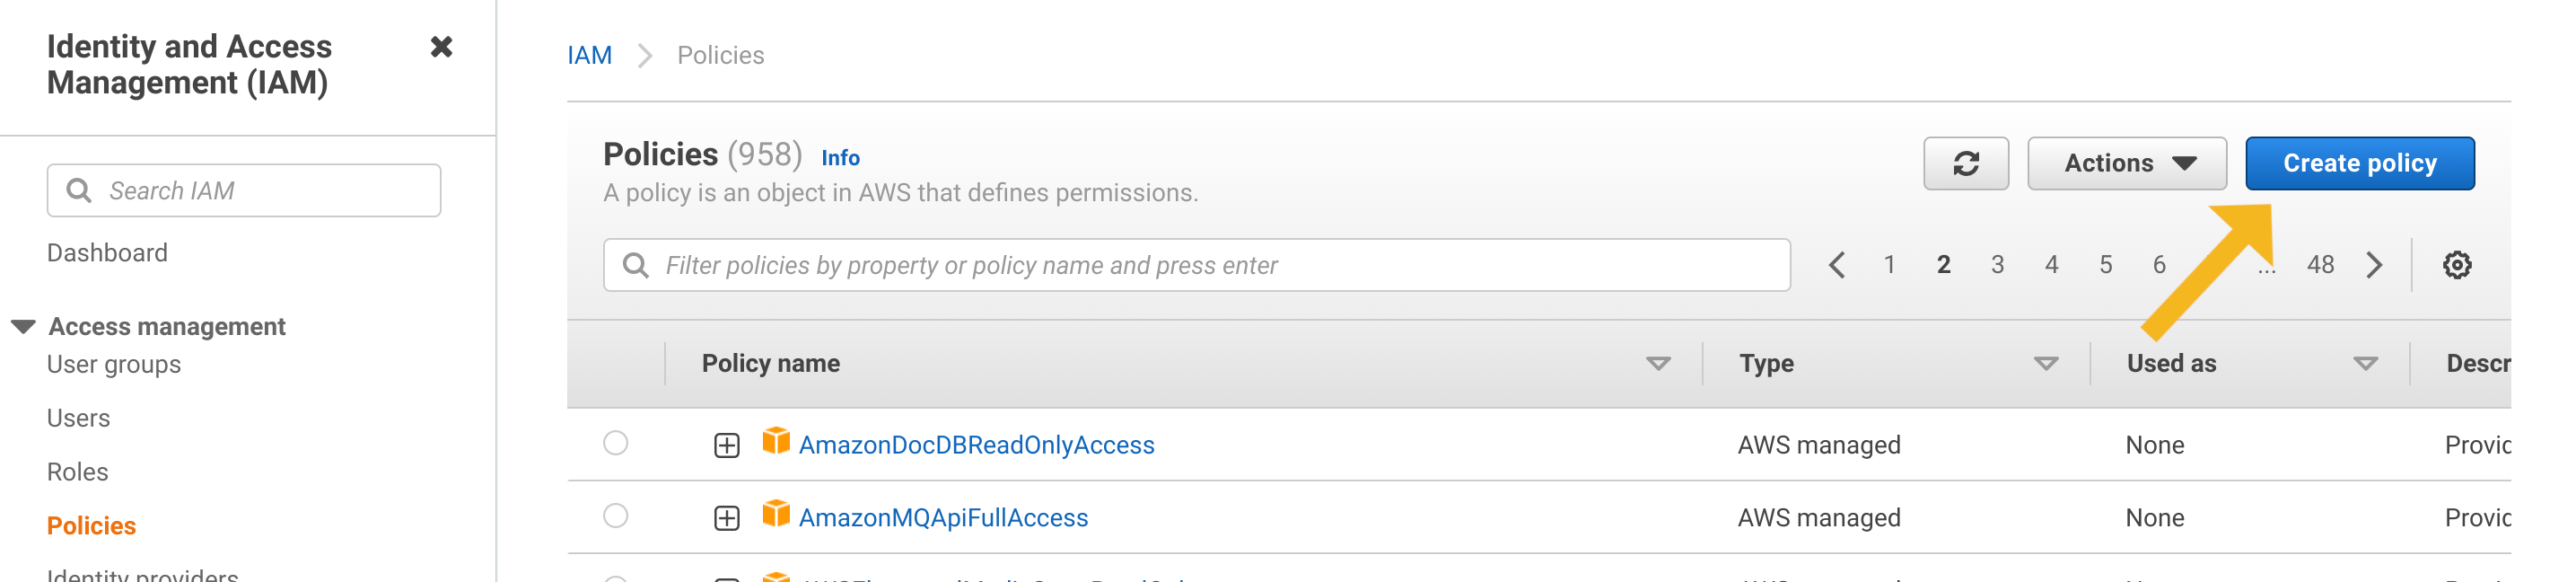 Identity and Access
Management (IAM)
Search IAM
Dashboard
Access management
User groups
Users
Roles
Policies
Identity providers
IAM
Policies
Policies (958) Info
A policy is an object in AWS that defines permissions.
Actions
Create policy
Filter policies by property or policy name and press enter
1 2 3 4 5 6 ... 48
Policy name Type Used as Descr
AmazonDocDBReadOnlyAccess AWS managed None Provic
AmazonMQApiFullAccess AWS managed None Provic